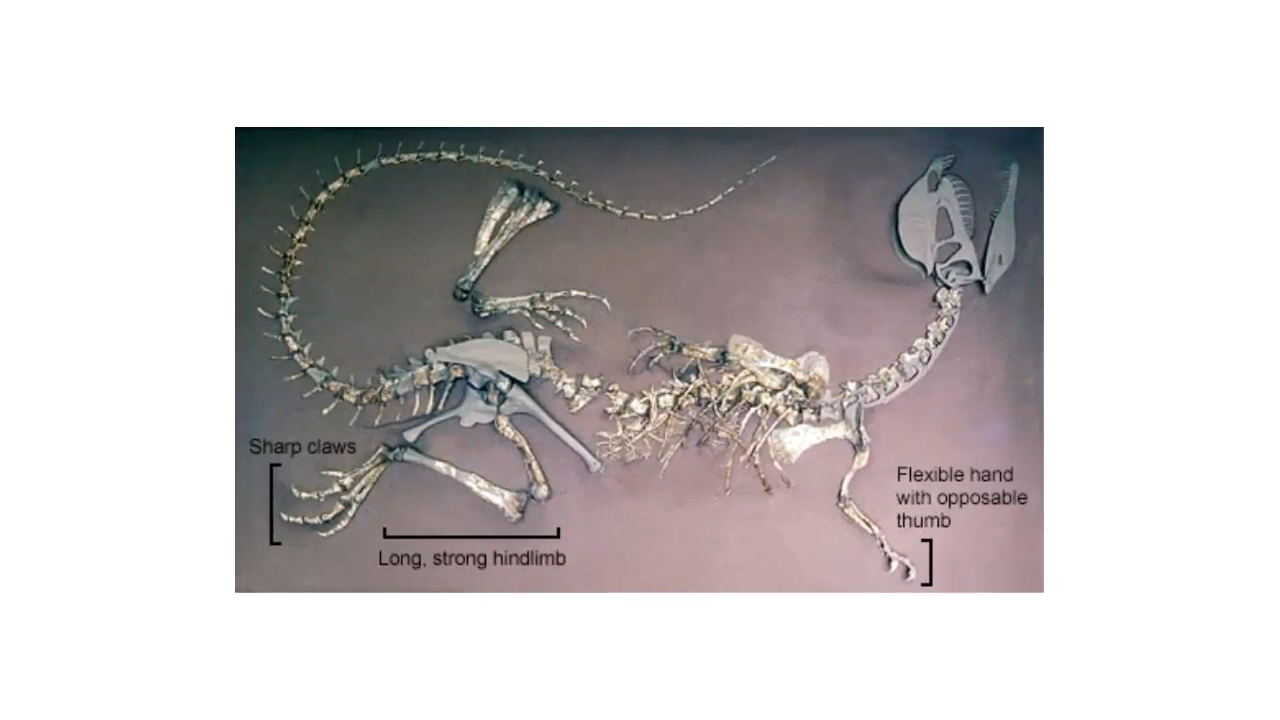 Sharp claws
Long, strong hindlimb
Flexible hand
with opposable
thumb